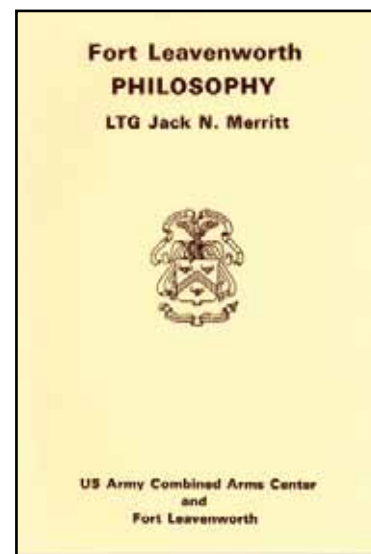 Fort Leavenworth
PHILOSOPHY
LTG Jack N. Merritt
US Army Combined Arms Center
and
Fort Leavenworth